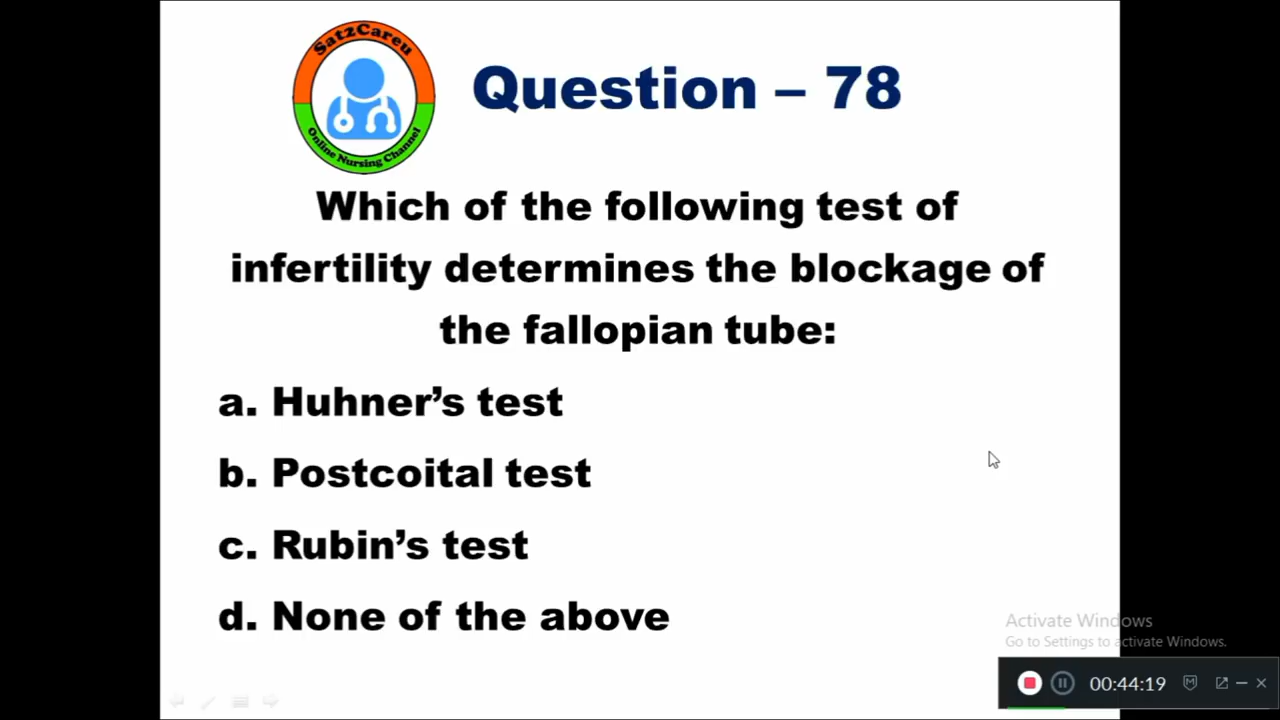 Sat2Careu
Online Nursing Channel
Question – 78
Which of the following test of
infertility determines the blockage of
the fallopian tube:
a. Huhner’s test
b. Postcoital test
c. Rubin’s test
d. None of the above
Activate Windows
Go to Settings to activate Windows.
00:44:19